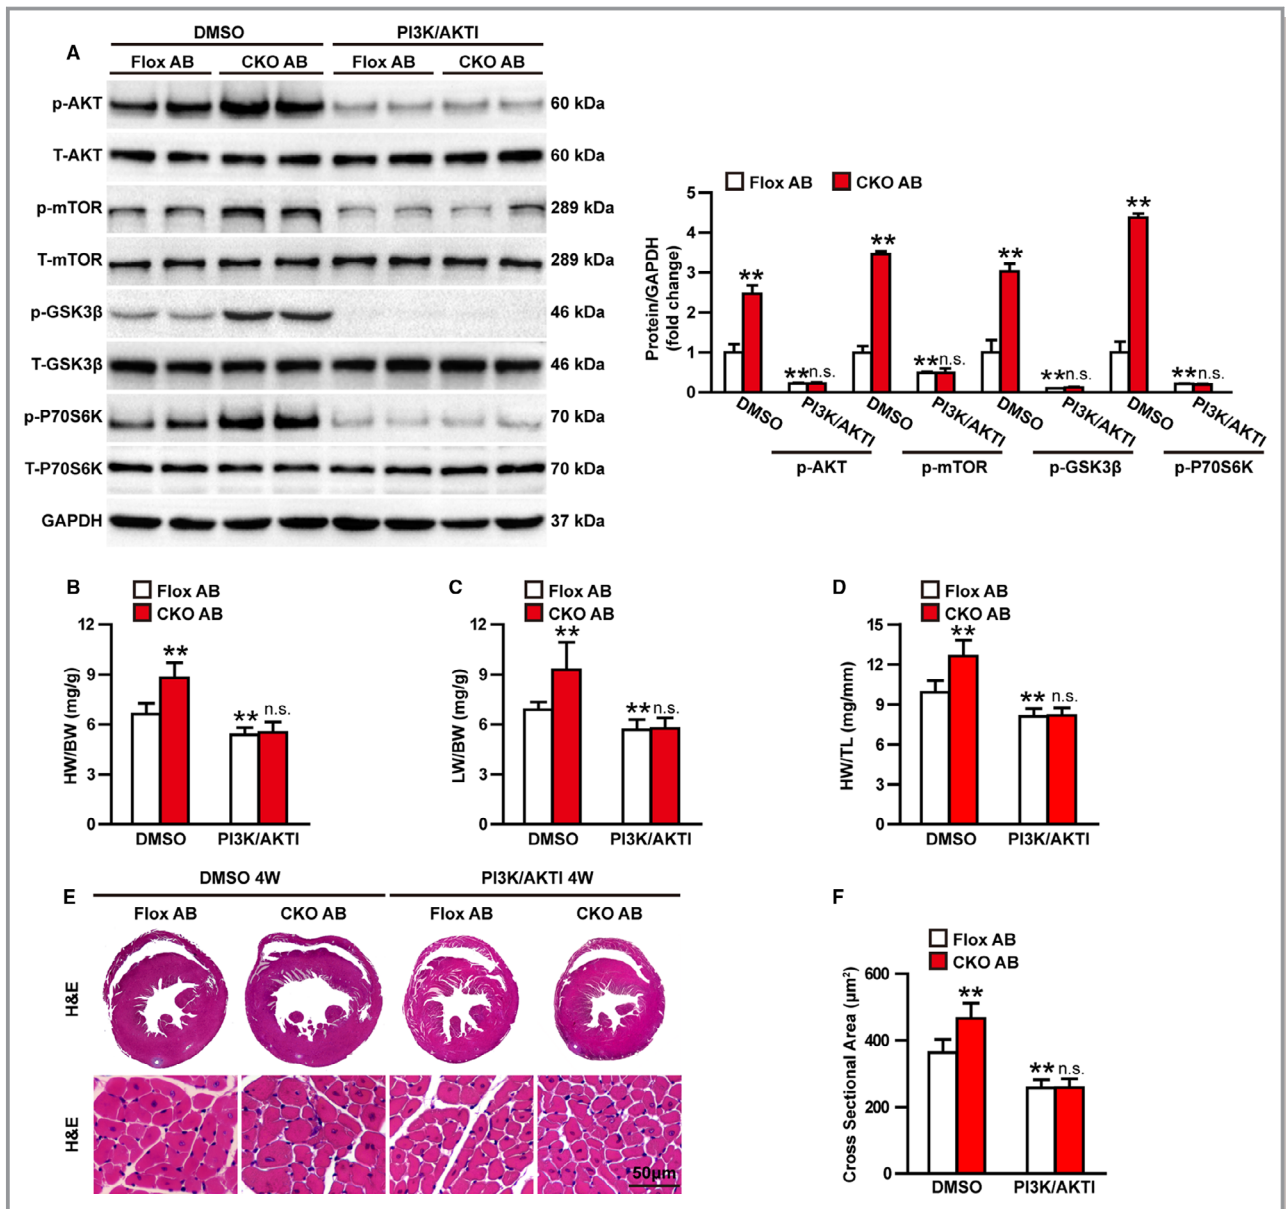 A
DMSO PI3K/AKTI
Flox AB CKO AB Flox AB CKO AB
p-AKT 60 kDa
T-AKT 60 kDa
p-mTOR 289 kDa
T-mTOR 289 kDa
p-GSK3β 46 kDa
T-GSK3β 46 kDa
p-P70S6K 70 kDa
T-P70S6K 70 kDa
GAPDH 37 kDa
Flox AB CKO AB
Protein/GAPDH
(fold change)
5
4
3
2
1
0
** **n.s. ** **n.s. ** **n.s. ** **n.s.
DMSO PI3K/AKTI DMSO PI3K/AKTI DMSO PI3K/AKTI DMSO PI3K/AKTI
p-AKT p-mTOR p-GSK3β p-P70S6K
B
Flox AB
CKO AB
HW/BW (mg/g)
12
9
6
3
0
** ** n.s.
DMSO PI3K/AKTI
C
Flox AB
CKO AB
LW/BW (mg/g)
12
9
6
3
0
** ** n.s.
DMSO PI3K/AKTI
D
Flox AB
CKO AB
HW/TL (mg/mm)
15
12
9
6
3
0
** ** n.s.
DMSO PI3K/AKTI
E
DMSO 4W PI3K/AKTI 4W
Flox AB CKO AB Flox AB CKO AB
H&E
H&E
50μm
F
Flox AB
CKO AB
Cross Sectional Area (μm²)
600
400
200
0
** ** n.s.
DMSO PI3K/AKTI